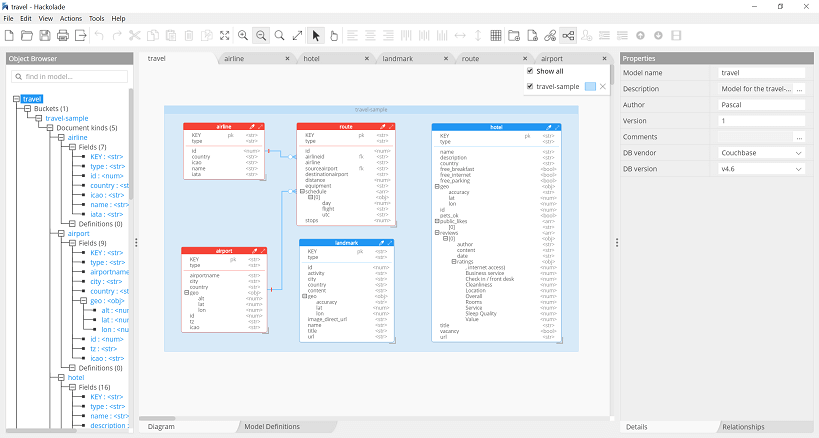 travel - Hackolade
File Edit View Actions Tools Help
Object Browser
find in model...
travel
Buckets (1)
travel-sample
Document kinds (5)
airline
Fields (7)
KEY : <str>
type : <str>
id : <num>
country : <st
icao : <str>
name : <str>
iata : <str>
Definitions (0)
airport
Fields (9)
KEY : <str>
type : <str>
airportname
city : <str>
country : <st
geo : <obj>
alt : <nur
lat : <nur
lon : <nu
id : <num>
tz : <str>
icao : <str>
Definitions (0)
hotel
Fields (16)
KEY : <str>
type : <str>
name : <str>
description :
travel airline hotel landmark route airport
Show all
travel-sample
travel-sample
airline
KEY pk <str>
type <str>
id <num>
country <str>
icao <str>
name <str>
iata <str>
route
KEY pk <str>
type <str>
id <num>
airlineid fk <str>
airline <str>
sourceairport fk <str>
destinationairport <str>
distance <num>
equipment <str>
schedule <arr>
[0] <obj>
day <num>
flight <str>
utc <str>
stops <num>
hotel
KEY pk <str>
type <str>
name <str>
description <str>
country <str>
free_breakfast <bool>
free_internet <bool>
free_parking <bool>
geo <obj>
accuracy <str>
lat <num>
lon <num>
id <num>
pets_ok <bool>
public_likes <arr>
[0] <str>
reviews <arr>
[0] <obj>
author <str>
content <str>
date <str>
ratings <obj>
internet access) <num>
Business service <num>
Check in / front desk <num>
Cleanliness <num>
Location <num>
Overall <num>
Rooms <num>
Service <num>
Sleep Quality <num>
Value <num>
title <str>
vacancy <bool>
url <str>
airport
KEY pk <str>
type <str>
airportname <str>
city <str>
country <str>
geo <obj>
alt <num>
lat <num>
lon <num>
id <num>
tz <str>
icao <str>
landmark
KEY pk <str>
type <str>
id <num>
activity <str>
city <str>
country <str>
content <str>
geo <obj>
accuracy <str>
lat <num>
lon <num>
image_direct_url <str>
name <str>
title <str>
url <str>
Diagram Model Definitions
Properties
Model name travel
Description Model for the travel-... ...
Author Pascal
Version 1
Comments ...
DB vendor Couchbase
DB version v4.6
Details Relationships